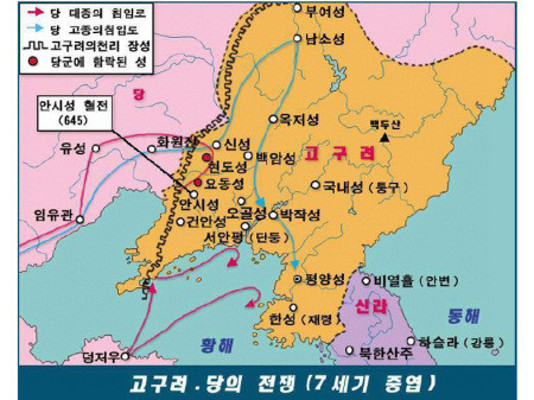 당 대종의 침임로
당 고종의침입도
고구려의천리 장성
당군에 함락된 성
안시성 혈전
(645)
부여성
남소성
당
옥저성
백두산
유성
화원진
신성
백암성
고구려
현도성
요동성
국내성 (통구)
안시성
임유관
건안성
오골성
박작성
서안평 (단둥)
평양성
비열홀 (안변)
한성 (재령)
신라
동해
황해
하슬라 (강릉)
북한산주
덩저우
고구려.당의 전쟁 (7세기 중엽)